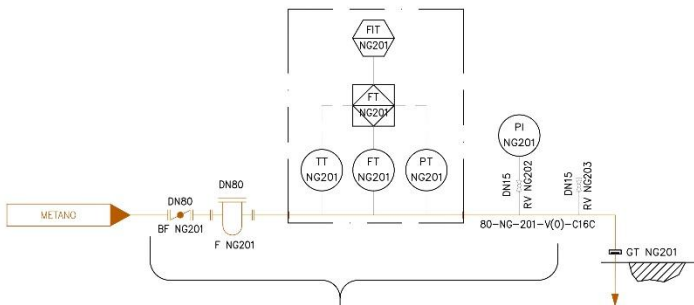 FIT
NG201
FT
NG201
TT
NG201
FT
NG201
PT
NG201
PI
NG201
DN15
RV NG202
DN15
RV NG203
METANO
DN80
BF NG201
DN80
F NG201
80-NG-201-V(0)-C16C
GT NG201